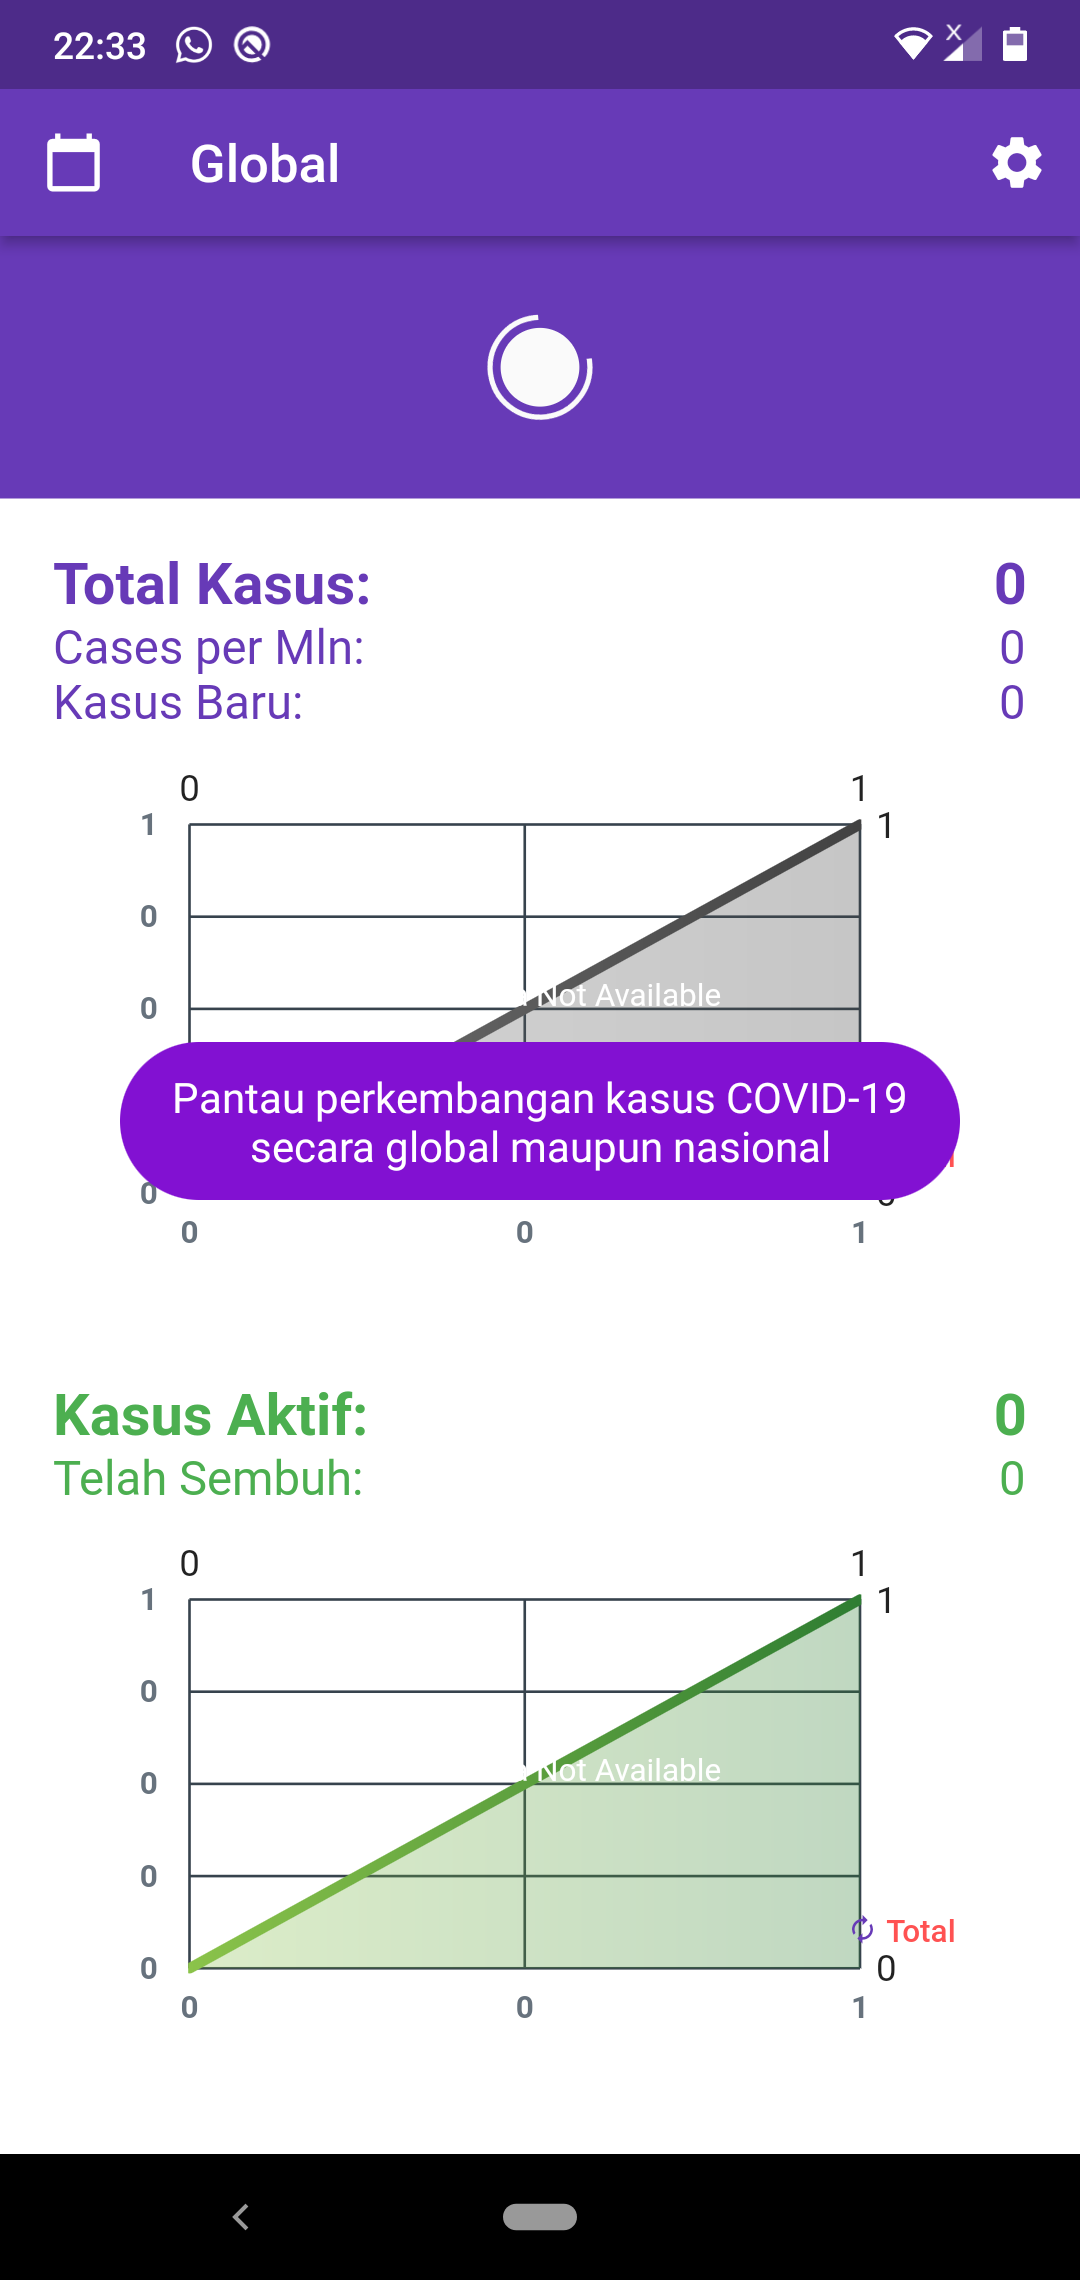 22:33
Global
Total Kasus: 0
Cases per Mln: 0
Kasus Baru: 0
0 1
1 1
0
Not Available
0
Pantau perkembangan kasus COVID-19
secara global maupun nasional
0
0 0 1
Kasus Aktif: 0
Telah Sembuh: 0
0 1
1 1
0
Not Available
0
0
Total
0 0
0 0 1